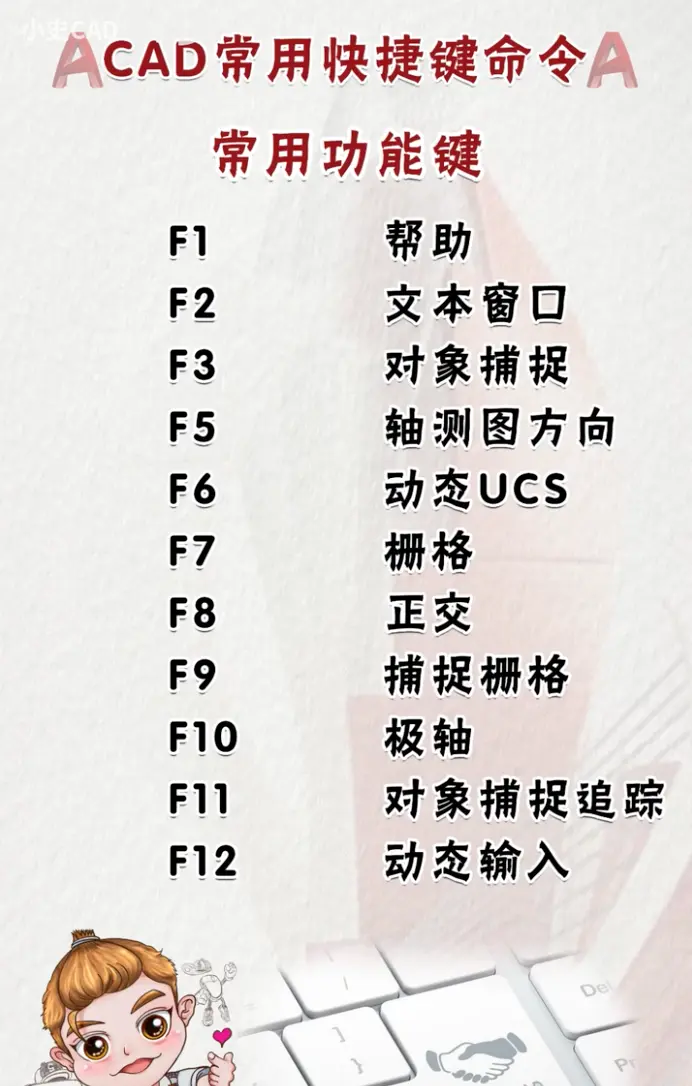 小史CAD
CAD常用快捷键命令
常用功能键
F1 帮助
F2 文本窗口
F3 对象捕捉
F5 轴测图方向
F6 动态UCS
F7 栅格
F8 正交
F9 捕捉栅格
F10 极轴
F11 对象捕捉追踪
F12 动态输入
]
}
Del